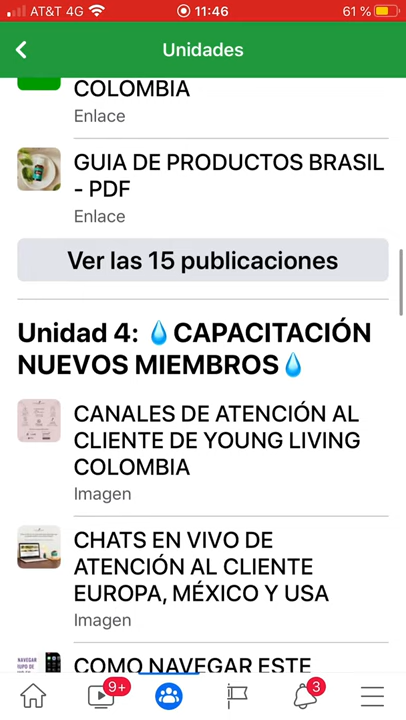 AT&T 4G 11:46 61 %
Unidades
COLOMBIA
Enlace
GUIA DE PRODUCTOS BRASIL
- PDF
Enlace
Ver las 15 publicaciones
Unidad 4: 💧CAPACITACIÓN
NUEVOS MIEMBROS💧
CANALES DE ATENCIÓN AL
CLIENTE DE YOUNG LIVING
COLOMBIA
Imagen
CHATS EN VIVO DE
ATENCIÓN AL CLIENTE
EUROPA, MÉXICO Y USA
Imagen
NAVEGAR
COMO NAVEGAR ESTE
9+
3